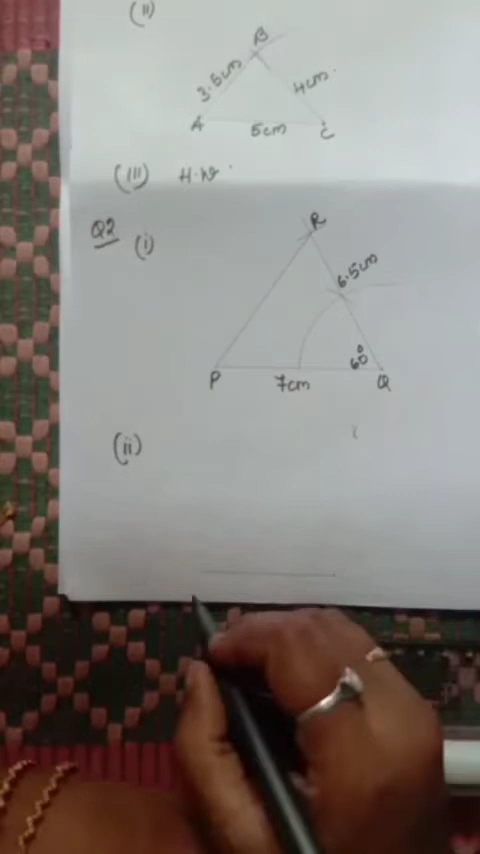 (ii)
B
3.5cm
4cm
A
5cm
C
(III) H.W
Q2
(i)
R
6.5cm
60°
P
7cm
Q
(ii)